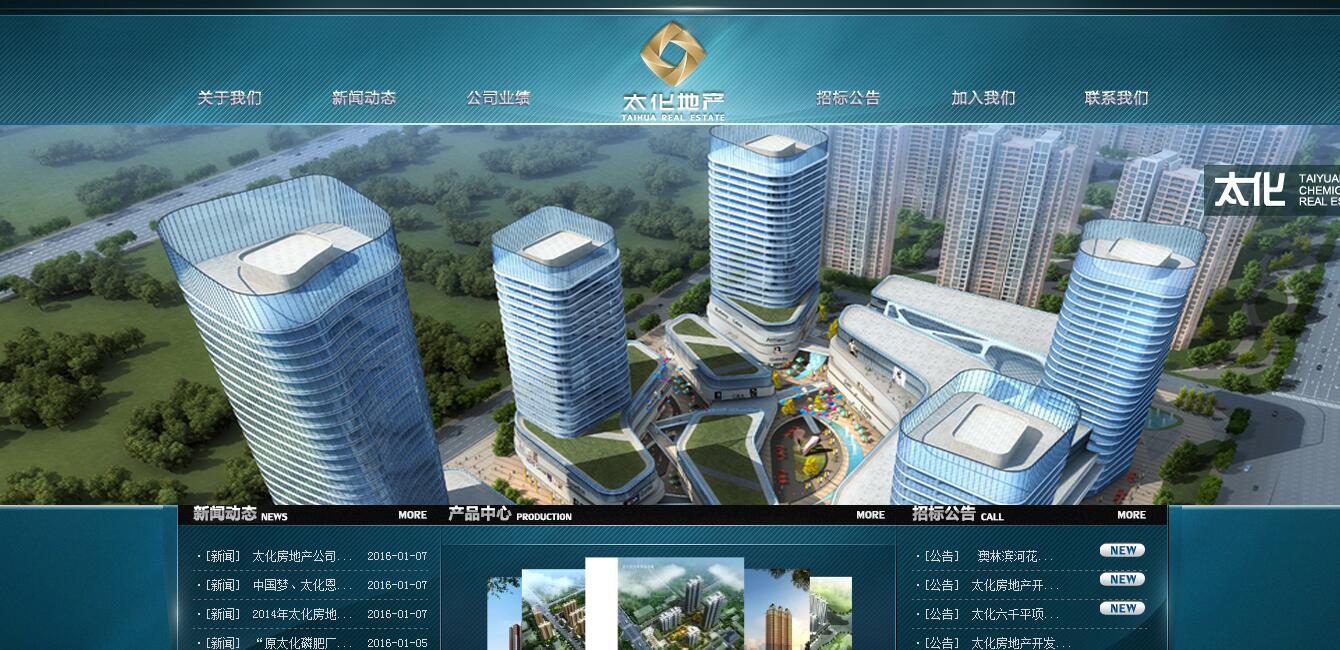 关于我们 新闻动态 公司业绩 太化地产 招标公告 加入我们 联系我们
TAIHUA REAL ESTATE
太化 TAIYUA
CHEMIC
REAL ES
新闻动态 NEWS MORE 产品中心 PRODUCTION MORE 招标公告 CALL MORE
·[新闻] 太化房地产公司... 2016-01-07
·[新闻] 中国梦、太化恩... 2016-01-07
·[新闻] 2014年太化房地... 2016-01-07
·[新闻] “原太化磷肥厂... 2016-01-05
·[公告] 澳林滨河花... NEW
·[公告] 太化房地产开... NEW
·[公告] 太化六千平顶... NEW
·[公告] 太化房地产开发...